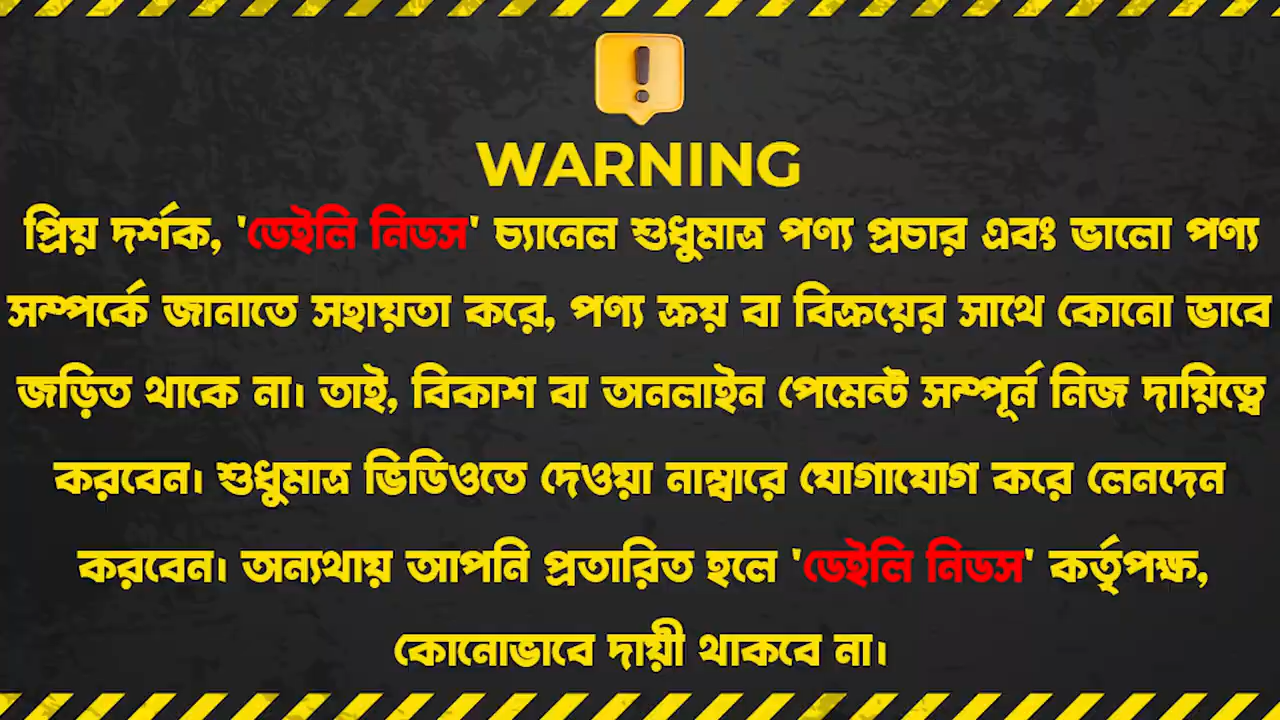 WARNING
প্রিয় দর্শক, 'ডেইলি নিডস' চ্যানেল শুধুমাত্র পণ্য প্রচার এবং ভালো পণ্য
সম্পর্কে জানাতে সহায়তা করে, পণ্য ক্রয় বা বিক্রয়ের সাথে কোনো ভাবে
জড়িত থাকে না। তাই, বিকাশ বা অনলাইন পেমেন্ট সম্পূর্ন নিজ দায়িত্বে
করবেন। শুধুমাত্র ভিডিওতে দেওয়া নাম্বারে যোগাযোগ করে লেনদেন
করবেন। অন্যথায় আপনি প্রতারিত হলে 'ডেইলি নিডস' কর্তৃপক্ষ,
কোনোভাবে দায়ী থাকবে না।